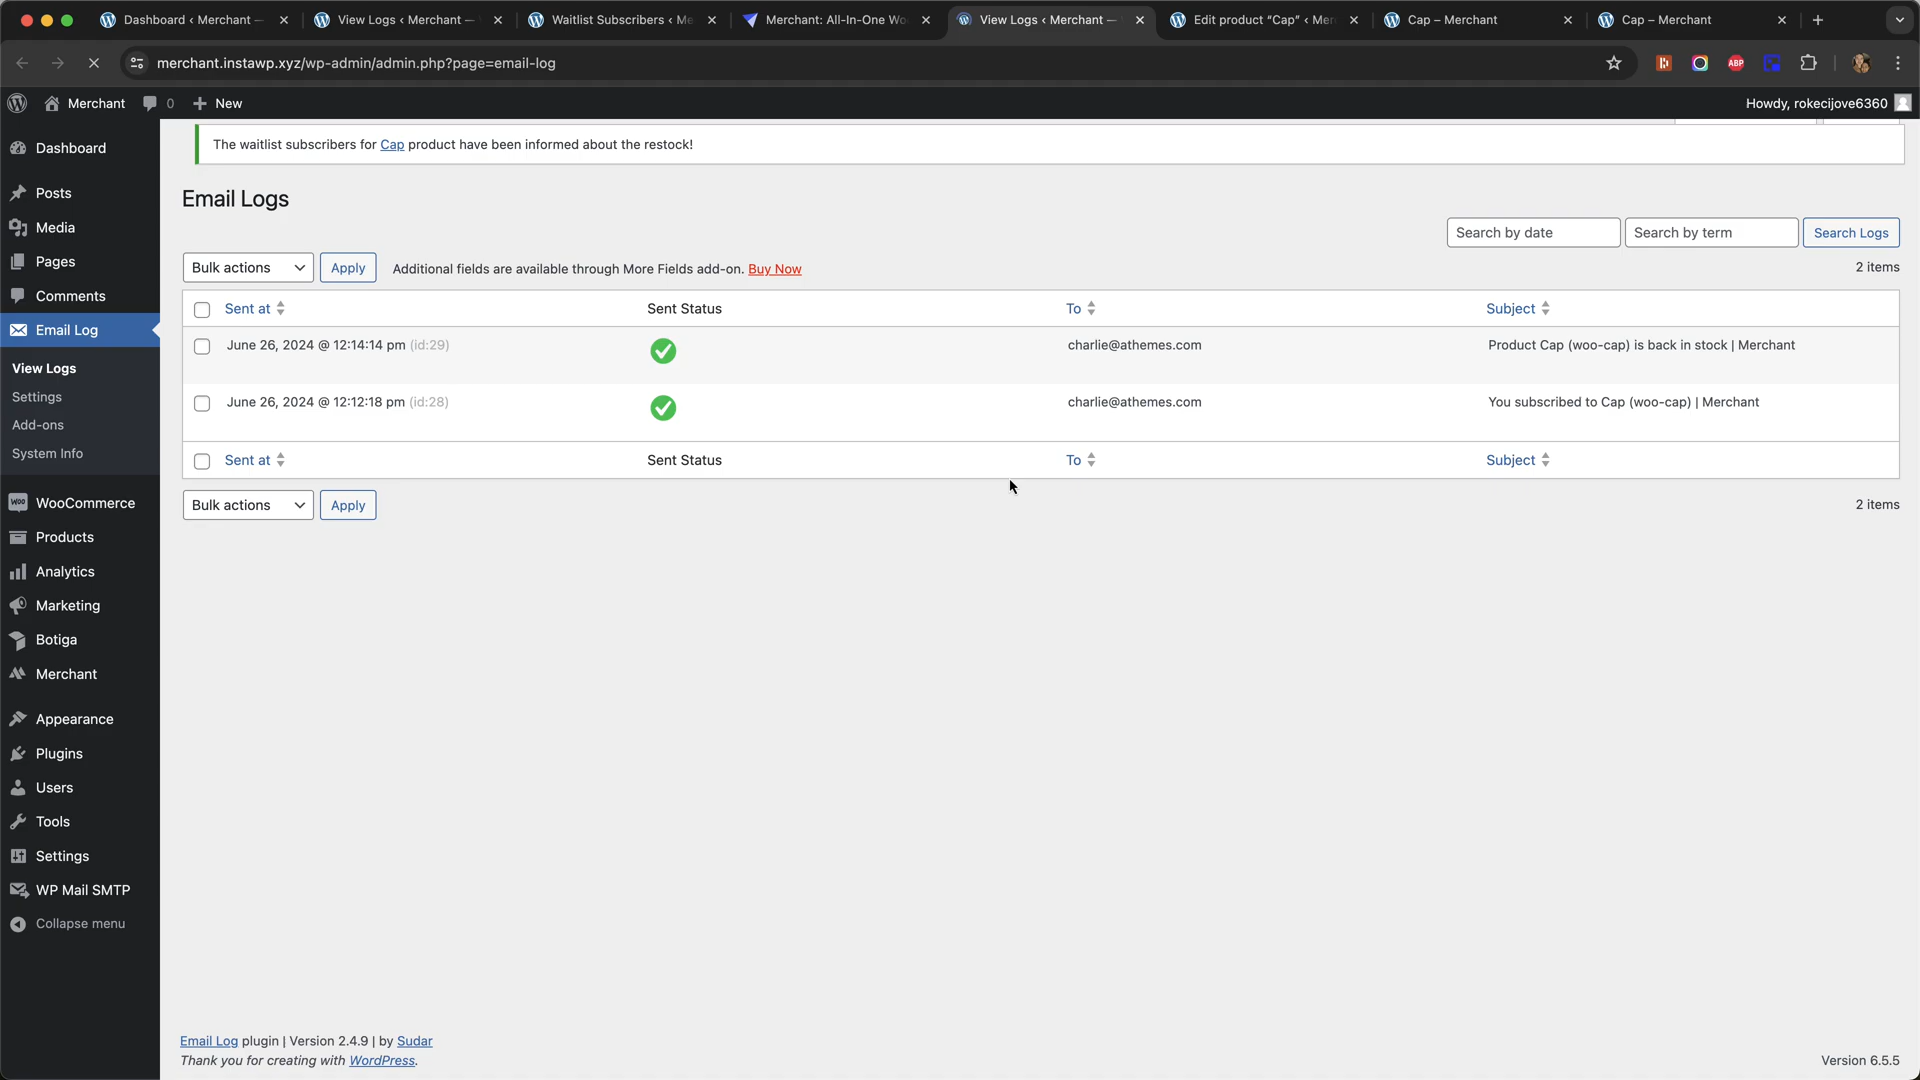 Dashboard ‹ Merchant —
View Logs ‹ Merchant —
Waitlist Subscribers ‹ Me
Merchant: All-In-One Wo
View Logs ‹ Merchant —
Edit product “Cap” ‹ Mer
Cap – Merchant
Cap – Merchant
merchant.instawp.xyz/wp-admin/admin.php?page=email-log
ABP
Merchant
0
New
Howdy, rokecijove6360
Dashboard
Posts
Media
Pages
Comments
Email Log
View Logs
Settings
Add-ons
System Info
WooCommerce
Products
Analytics
Marketing
Botiga
Merchant
Appearance
Plugins
Users
Tools
Settings
WP Mail SMTP
Collapse menu
The waitlist subscribers for Cap product have been informed about the restock!
Email Logs
Search by date
Search by term
Search Logs
Bulk actions
Apply
Additional fields are available through More Fields add-on. Buy Now
2 items
Sent at
Sent Status
To
Subject
June 26, 2024 @ 12:14:14 pm (id:29)
charlie@athemes.com
Product Cap (woo-cap) is back in stock | Merchant
June 26, 2024 @ 12:12:18 pm (id:28)
charlie@athemes.com
You subscribed to Cap (woo-cap) | Merchant
Sent at
Sent Status
To
Subject
Bulk actions
Apply
2 items
Email Log plugin | Version 2.4.9 | by Sudar
Thank you for creating with WordPress.
Version 6.5.5